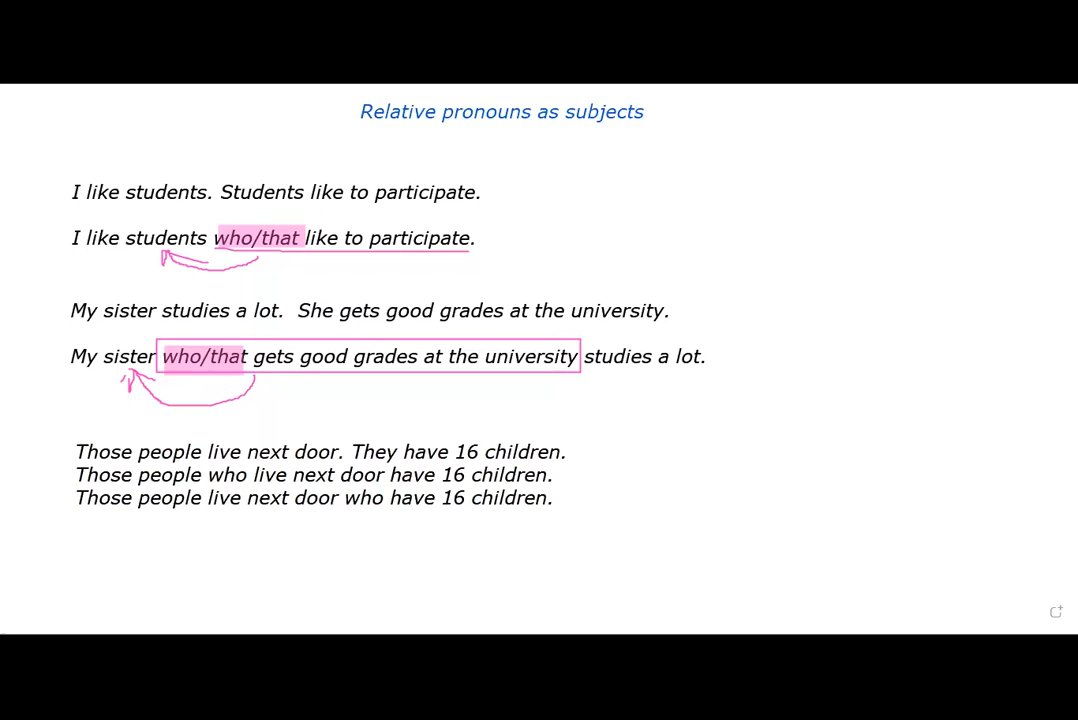 Relative pronouns as subjects
I like students. Students like to participate.
I like students who/that like to participate.
My sister studies a lot.  She gets good grades at the university.
My sister who/that gets good grades at the university studies a lot.
Those people live next door. They have 16 children.
Those people who live next door have 16 children.
Those people live next door who have 16 children.